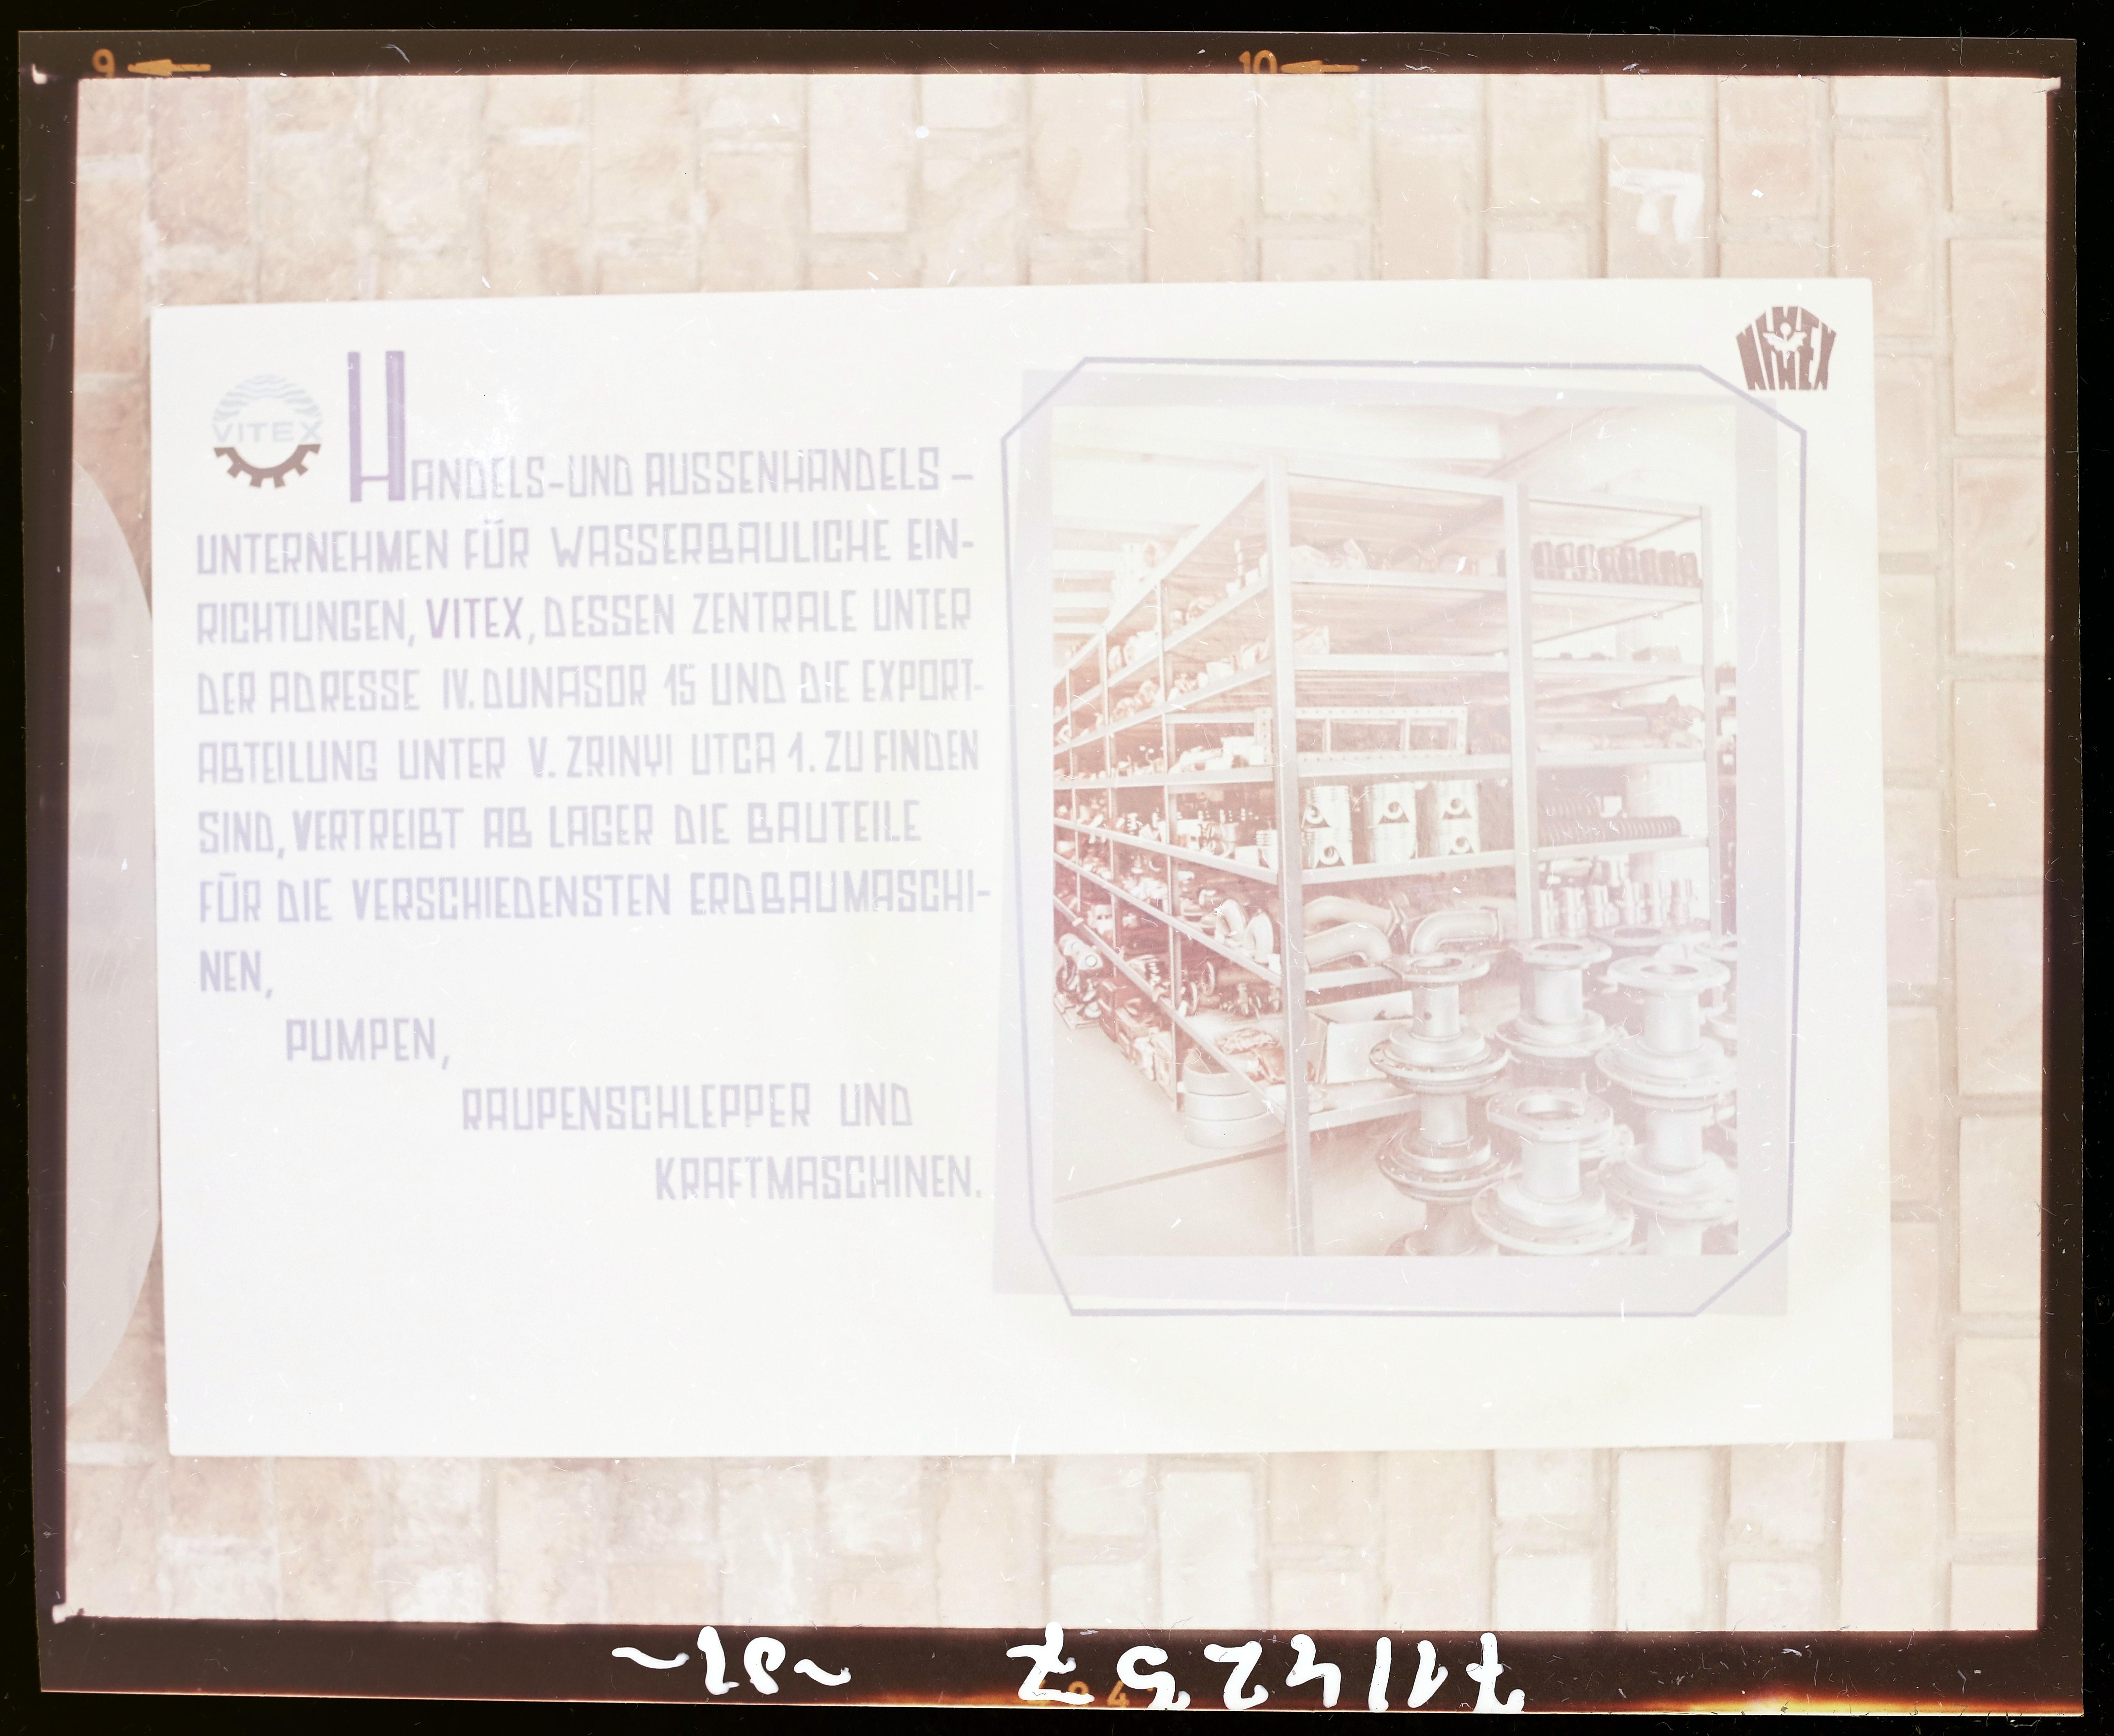 9 10
VITEX
NIMEX
HANDELS-UND AUSSENHANDELS-
UNTERNEHMEN FÜR WASSERBAULICHE EIN-
RICHTUNGEN, VITEX, DESSEN ZENTRALE UNTER
DER ADRESSE IV. DUNASOR 15 UND DIE EXPORT-
ABTEILUNG UNTER V. ZRINYI UTCA 1. ZU FINDEN
SIND, VERTREIBT AB LAGER DIE BAUTEILE
FÜR DIE VERSCHIEDENSTEN ERDBAUMASCHI-
NEN,
PUMPEN,
RAUPENSCHLEPPER UND
KRAFTMASCHINEN.